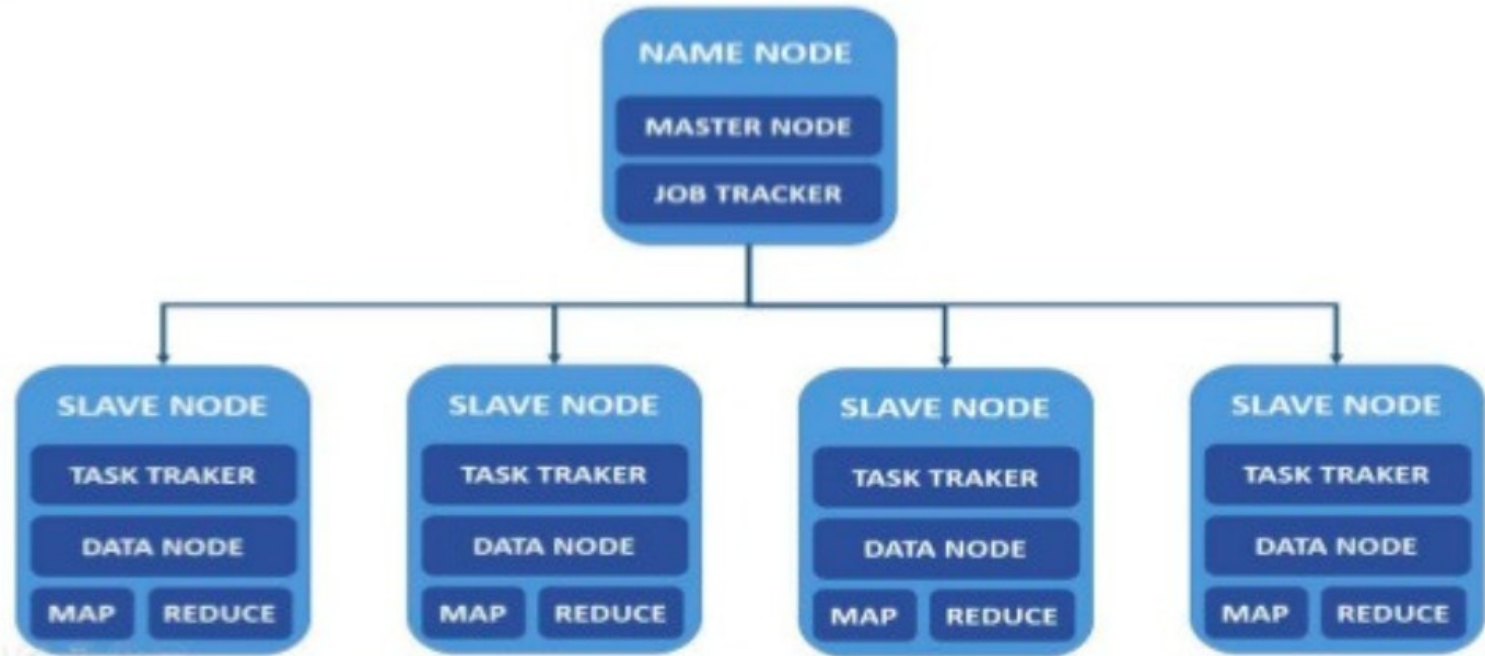 NAME NODE
MASTER NODE
JOB TRACKER
SLAVE NODE
TASK TRAKER
DATA NODE
MAP REDUCE
SLAVE NODE
TASK TRAKER
DATA NODE
MAP REDUCE
SLAVE NODE
TASK TRAKER
DATA NODE
MAP REDUCE
SLAVE NODE
TASK TRAKER
DATA NODE
MAP REDUCE